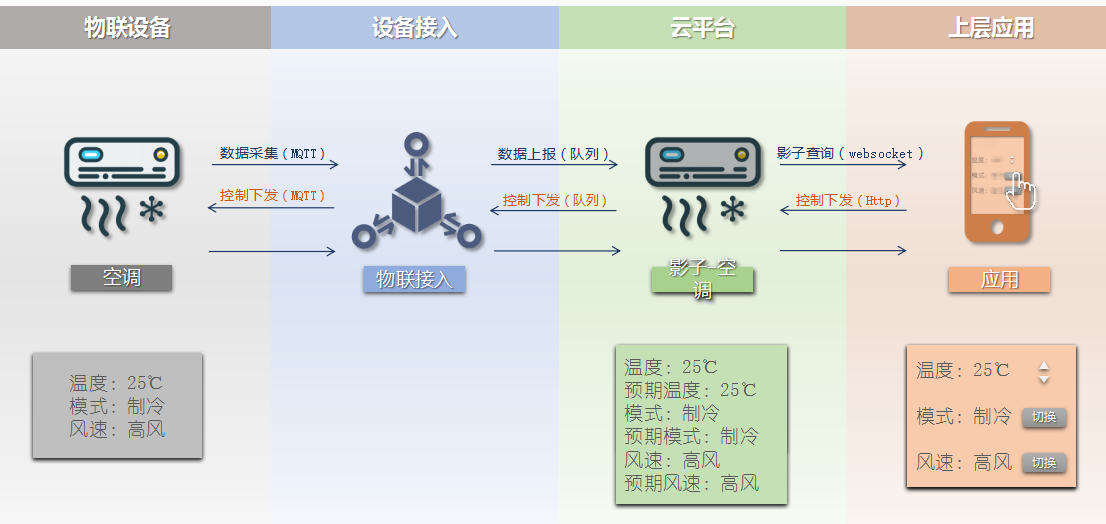 物联设备
设备接入
云平台
上层应用
数据采集(MQTT)
数据上报(队列)
影子查询(websocket)
控制下发(MQTT)
控制下发(队列)
控制下发(Http)
空调
物联接入
影子-空
调
应用
温度：25℃
模式：制冷
风速：高风
温度：25℃
预期温度：25℃
模式：制冷
预期模式：制冷
风速：高风
预期风速：高风
温度：25℃
模式：制冷 切换
风速：高风 切换